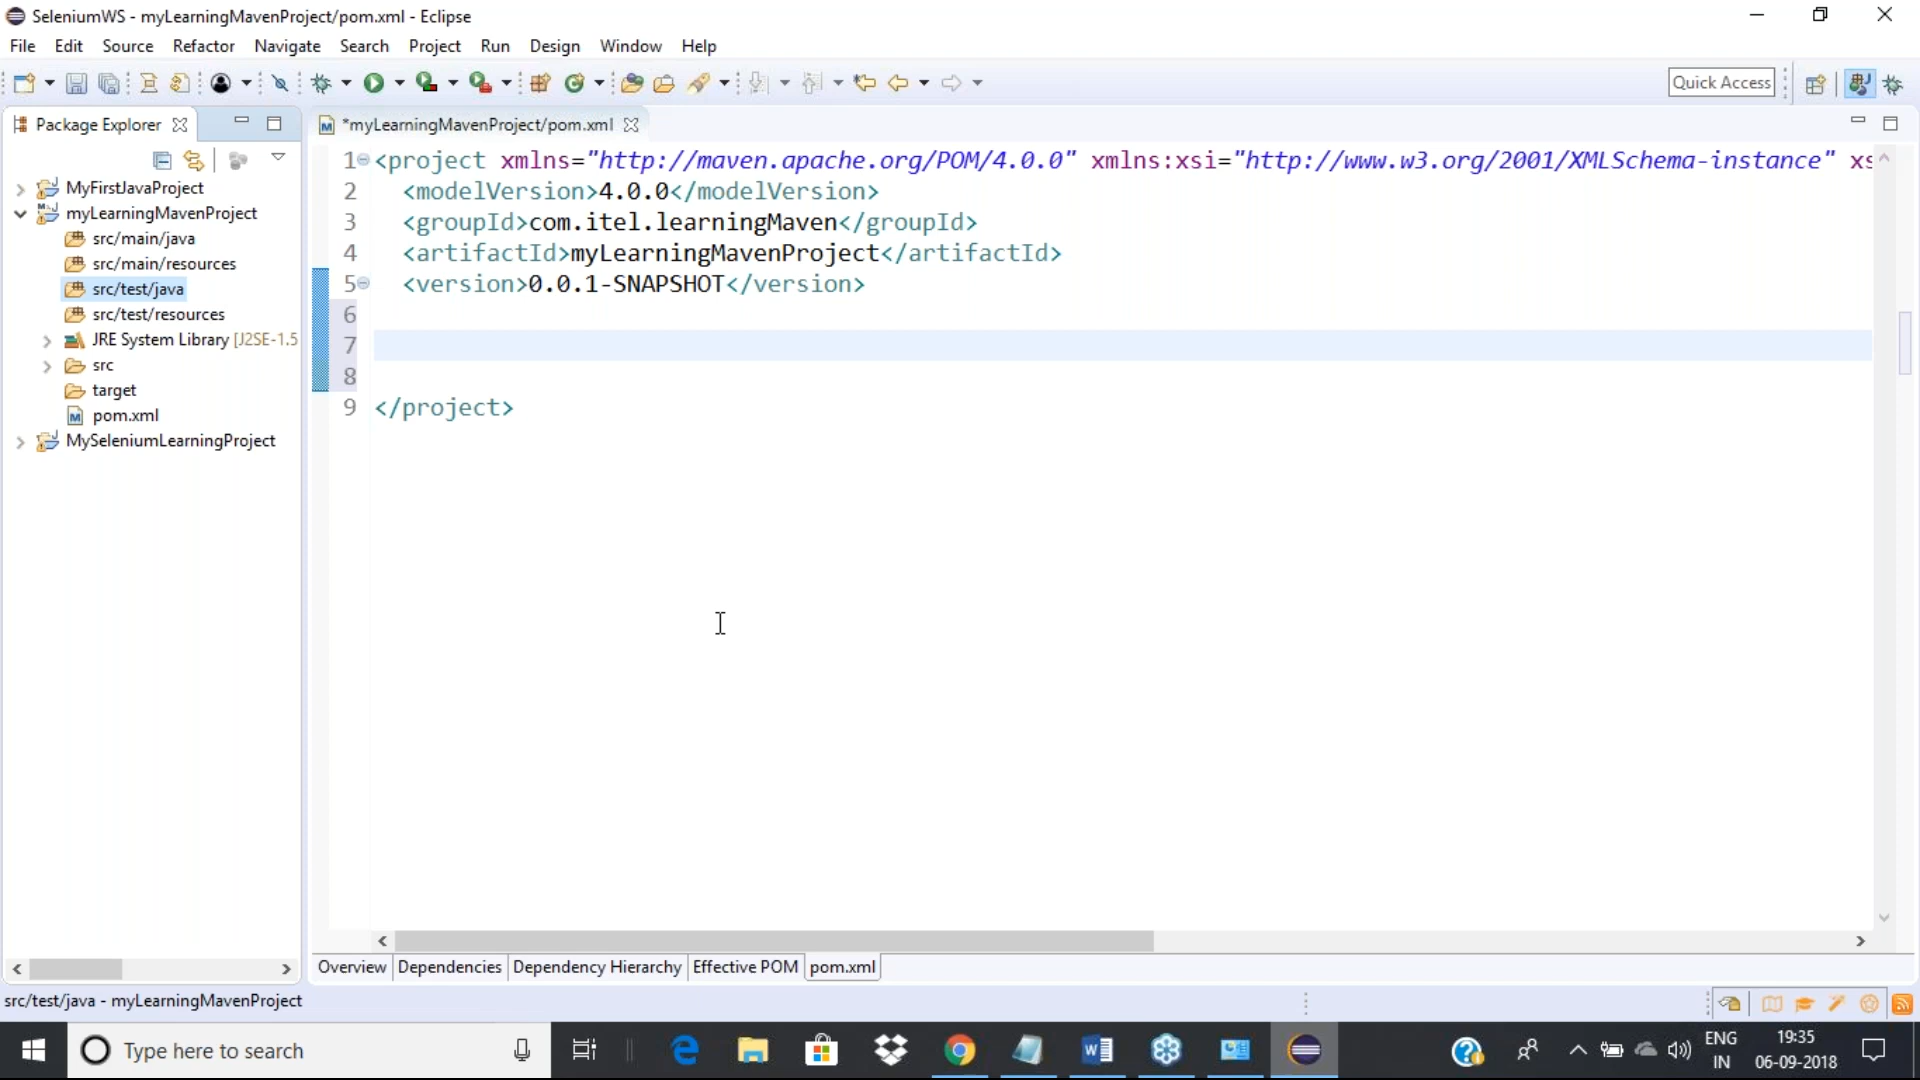 SeleniumWS - myLearningMavenProject/pom.xml - Eclipse
File Edit Source Refactor Navigate Search Project Run Design Window Help
Quick Access
Package Explorer
*myLearningMavenProject/pom.xml
MyFirstJavaProject
myLearningMavenProject
src/main/java
src/main/resources
src/test/java
src/test/resources
JRE System Library [J2SE-1.5
src
target
pom.xml
MySeleniumLearningProject
1 <project xmlns="http://maven.apache.org/POM/4.0.0" xmlns:xsi="http://www.w3.org/2001/XMLSchema-instance" xs
2 <modelVersion>4.0.0</modelVersion>
3 <groupId>com.itel.learningMaven</groupId>
4 <artifactId>myLearningMavenProject</artifactId>
5 <version>0.0.1-SNAPSHOT</version>
6
7
8
9 </project>
Overview Dependencies Dependency Hierarchy Effective POM pom.xml
src/test/java - myLearningMavenProject
Type here to search
ENG
IN
19:35
06-09-2018